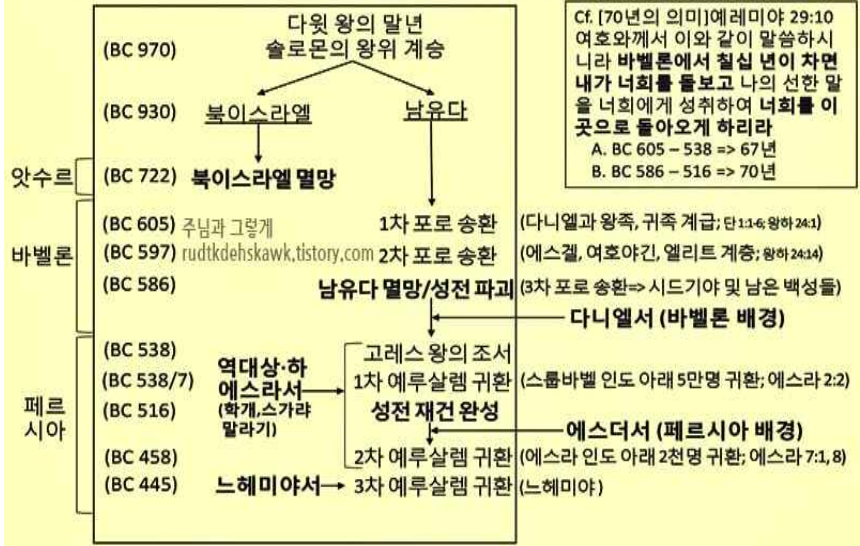 다윗 왕의 말년
(BC 970) 솔로몬의 왕위 계승
(BC 930) 북이스라엘 남유다
앗수르 (BC 722) 북이스라엘 멸망
바벨론
(BC 605) 주님과 그렇게 1차 포로 송환 (다니엘과 왕족, 귀족 계급; 단1:1-6; 왕하 24:1)
(BC 597) rudtkdehskawk.tistory.com 2차 포로 송환 (에스겔, 여호야긴, 엘리트 계층; 왕하 24:14)
(BC 586) 남유다 멸망/성전 파괴 (3차 포로 송환=> 시드기야 및 남은 백성들)
다니엘서 (바벨론 배경)
페르
시아
(BC 538) 고레스 왕의 조서
역대상·하
(BC 538/7) 에스라서 1차 예루살렘 귀환 (스룹바벨 인도 아래 5만명 귀환; 에스라 2:2)
(BC 516) (학개,스가랴 성전 재건 완성
말라기)
에스더서 (페르시아 배경)
(BC 458) 2차 예루살렘 귀환 (에스라 인도 아래 2천명 귀환; 에스라 7:1, 8)
(BC 445) 느헤미야서 3차 예루살렘 귀환 (느헤미야)
Cf. [70년의 의미]예레미야 29:10
여호와께서 이와 같이 말씀하시
니라 바벨론에서 칠십 년이 차면
내가 너희를 돌보고 나의 선한 말
을 너희에게 성취하여 너희를 이
곳으로 돌아오게 하리라
A. BC 605 – 538 => 67년
B. BC 586 – 516 => 70년